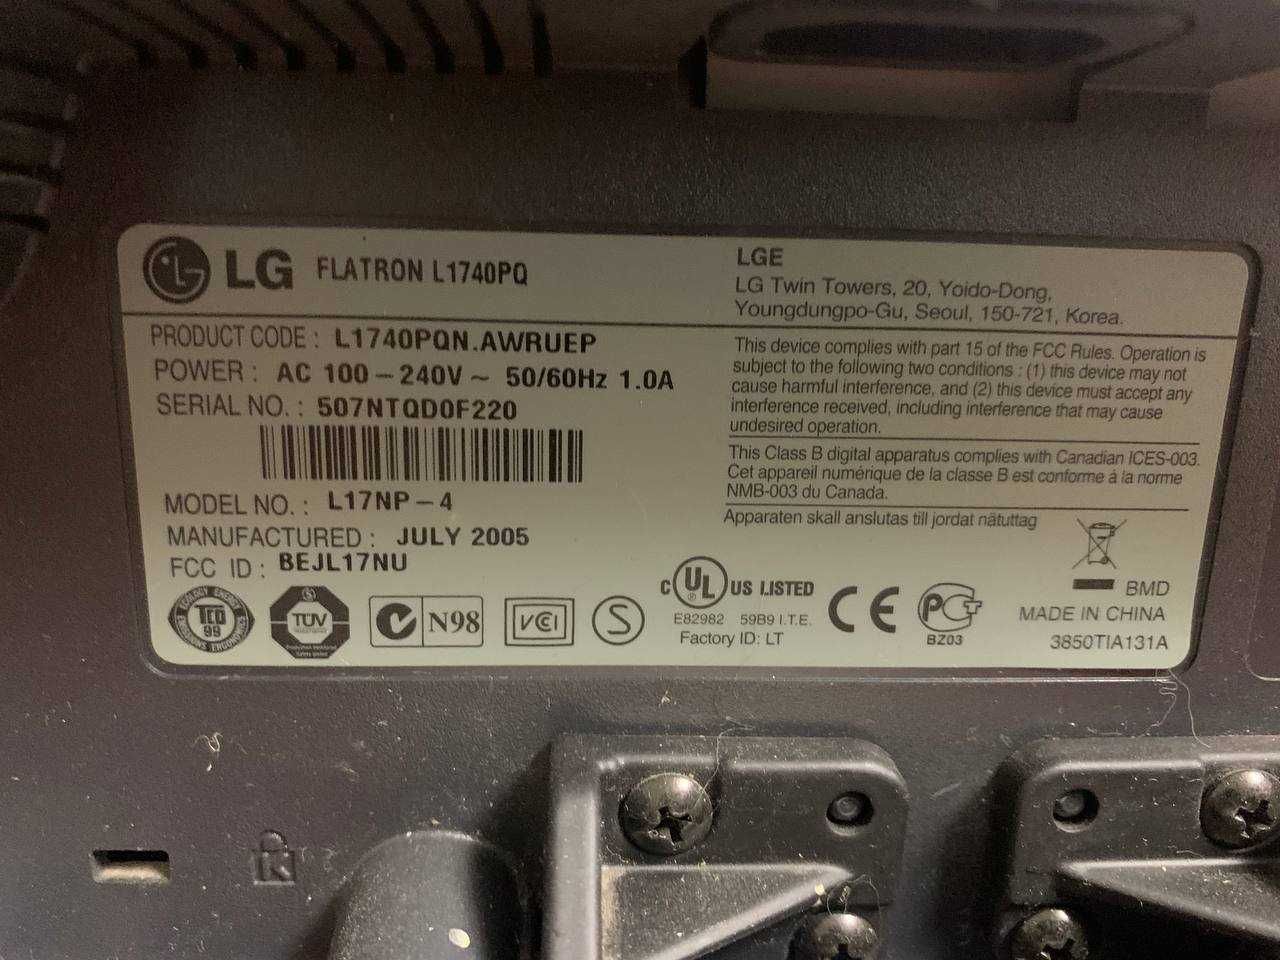 LG FLATRON L1740PQ
LGE
LG Twin Towers, 20, Yoido-Dong,
Youngdungpo-Gu, Seoul, 150-721, Korea.
PRODUCT CODE : L1740PQN.AWRUEP
POWER : AC 100 – 240V ~ 50/60Hz 1.0A
SERIAL NO. : 507NTQD0F220
MODEL NO. : L17NP – 4
MANUFACTURED : JULY 2005
FCC ID : BEJL17NU
This device complies with part 15 of the FCC Rules. Operation is
subject to the following two conditions : (1) this device may not
cause harmful interference, and (2) this device must accept any
interference received, including interference that may cause
undesired operation.
This Class B digital apparatus complies with Canadian ICES-003.
Cet appareil numérique de la classe B est conforme à la norme
NMB-003 du Canada.
Apparaten skall anslutas till jordat nätuttag
ECOLOGY ENERGY
TCO
99
EMISSIONS ERGONOMICS
TUV
N98
VCI
S
C UL US LISTED
E82982 59B9 I.T.E.
Factory ID: LT
CE
PCT
BZ03
BMD
MADE IN CHINA
3850TIA131A
K